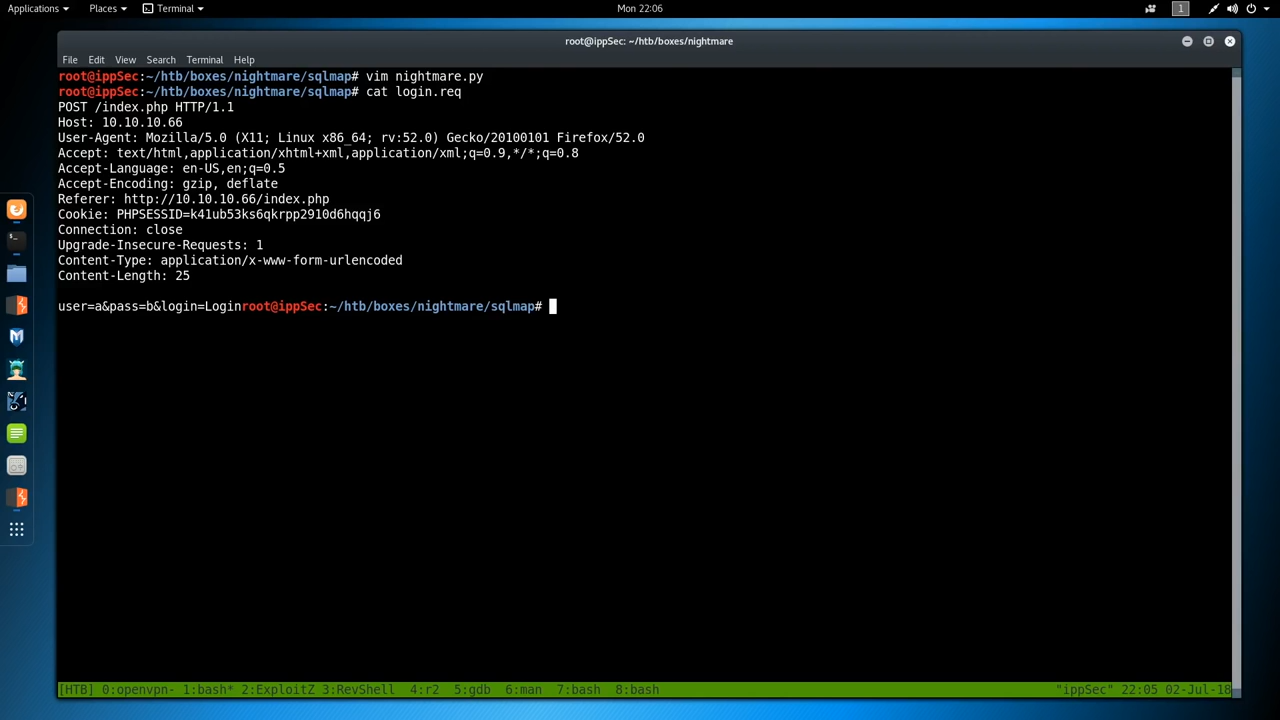 Applications
Places
Terminal
Mon 22:06
1
root@ippSec: ~/htb/boxes/nightmare
File Edit View Search Terminal Help
root@ippSec:~/htb/boxes/nightmare/sqlmap# vim nightmare.py
root@ippSec:~/htb/boxes/nightmare/sqlmap# cat login.req
POST /index.php HTTP/1.1
Host: 10.10.10.66
User-Agent: Mozilla/5.0 (X11; Linux x86_64; rv:52.0) Gecko/20100101 Firefox/52.0
Accept: text/html,application/xhtml+xml,application/xml;q=0.9,*/*;q=0.8
Accept-Language: en-US,en;q=0.5
Accept-Encoding: gzip, deflate
Referer: http://10.10.10.66/index.php
Cookie: PHPSESSID=k41ub53ks6qkrpp2910d6hqqj6
Connection: close
Upgrade-Insecure-Requests: 1
Content-Type: application/x-www-form-urlencoded
Content-Length: 25

user=a&pass=b&login=Loginroot@ippSec:~/htb/boxes/nightmare/sqlmap#
[HTB] 0:openvpn- 1:bash* 2:ExploitZ 3:RevShell  4:r2  5:gdb  6:man  7:bash  8:bash
"ippSec" 22:05 02-Jul-18